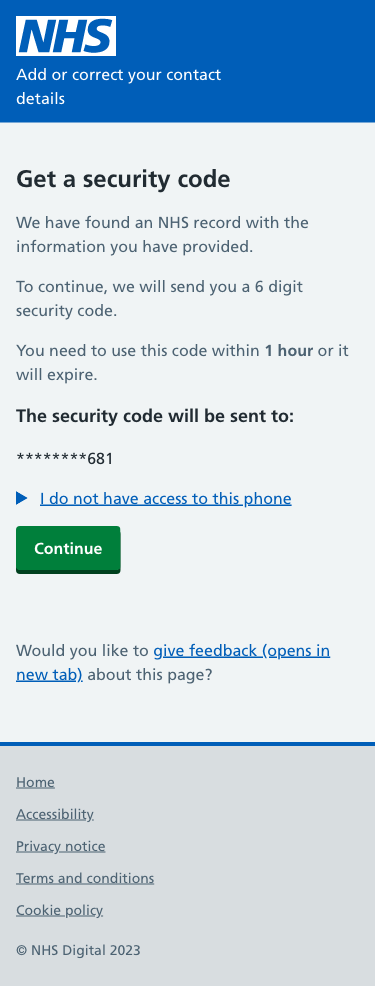 NHS
Add or correct your contact
details
Get a security code
We have found an NHS record with the
information you have provided.
To continue, we will send you a 6 digit
security code.
You need to use this code within 1 hour or it
will expire.
The security code will be sent to:
********681
I do not have access to this phone
Continue
Would you like to give feedback (opens in
new tab) about this page?
Home
Accessibility
Privacy notice
Terms and conditions
Cookie policy
© NHS Digital 2023